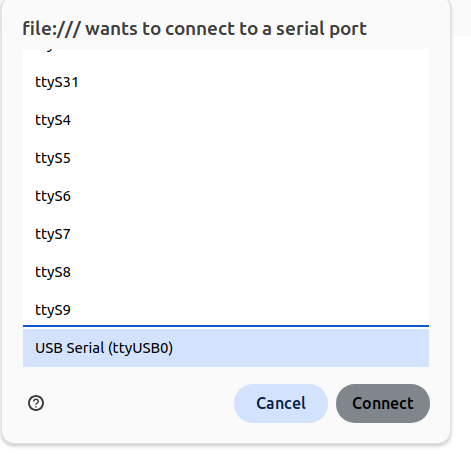 file:/// wants to connect to a serial port
ttyS31
ttyS4
ttyS5
ttyS6
ttyS7
ttyS8
ttyS9
USB Serial (ttyUSB0)
Cancel
Connect